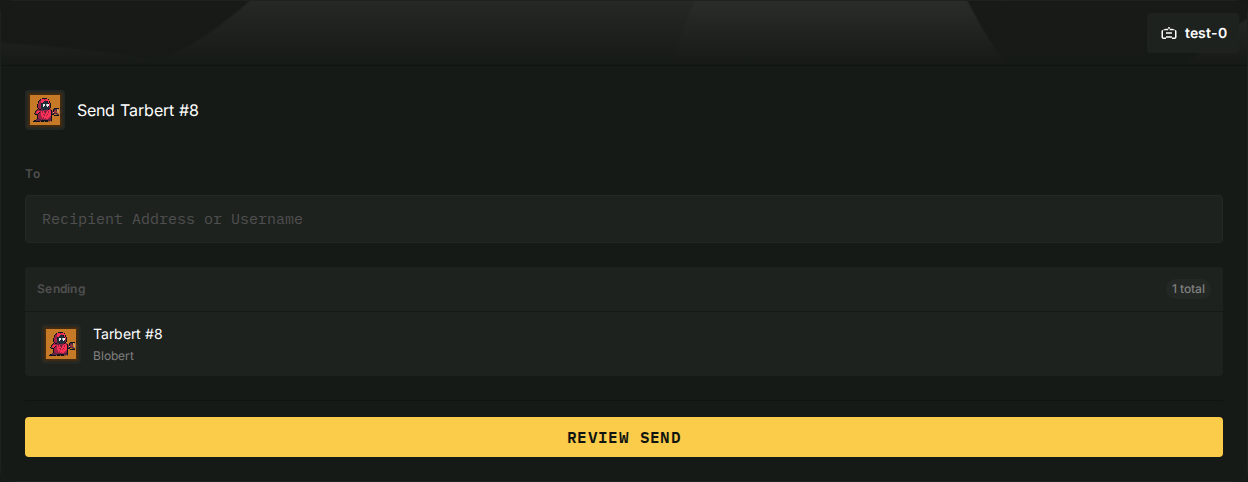 test-0
Send Tarbert #8
To
Recipient Address or Username
Sending
1 total
Tarbert #8
Blobert
REVIEW SEND